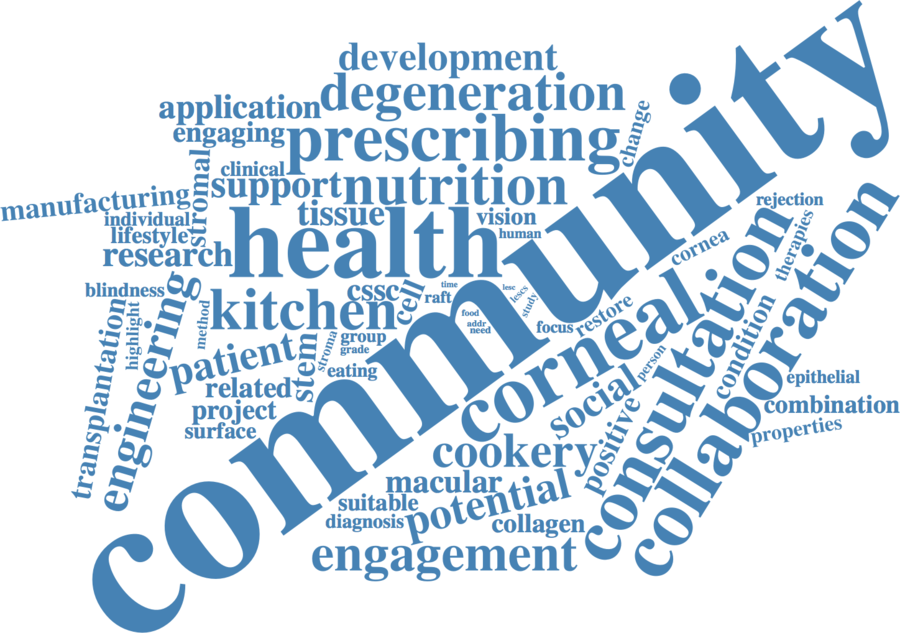 development
degeneration
application
engaging
prescribing
change
clinical
stromal
support
nutrition
manufacturing
individual
lifestyle
research
tissue
vision
human
health
community
rejection
cornea
therapies
blindness
engineering
cssc
cell
time
raft
lesc
lescs
study
kitchen
food
addr
need
focus
restore
transplantation
highlight
method
patient
stem
stroma
group
grade
eating
corneal
consultation
collaboration
condition
person
social
related
project
surface
epithelial
combination
properties
positive
cookery
macular
potential
suitable
diagnosis
collagen
engagement